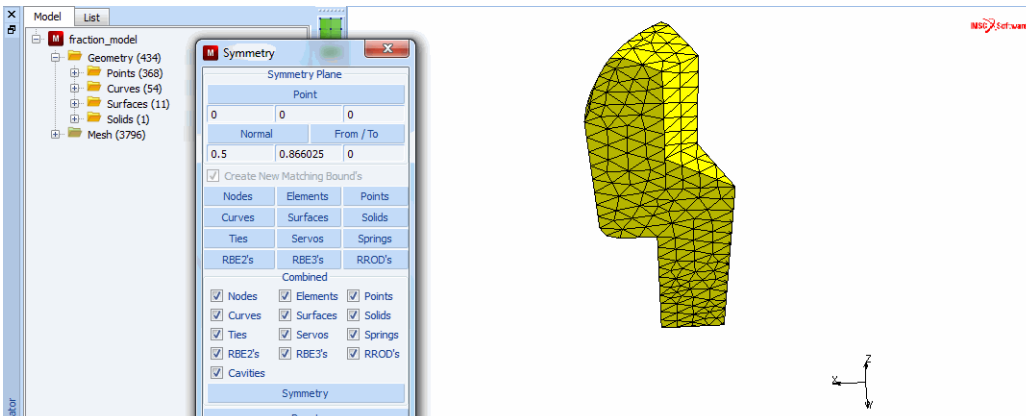 Model List
fraction_model
Geometry (434)
Points (368)
Curves (54)
Surfaces (11)
Solids (1)
Mesh (3796)
Symmetry
Symmetry Plane
Point
0 0 0
Normal From / To
0.5 0.866025 0
Create New Matching Bound's
Nodes Elements Points
Curves Surfaces Solids
Ties Servos Springs
RBE2's RBE3's RROD's
Combined
Nodes Elements Points
Curves Surfaces Solids
Ties Servos Springs
RBE2's RBE3's RROD's
Cavities
Symmetry
MSC Software
Z
X
Y